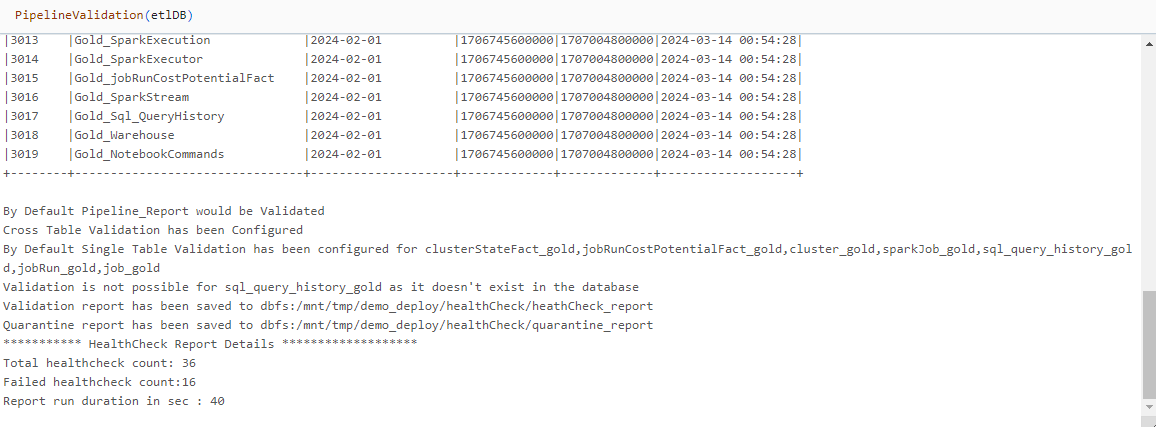 PipelineValidation(etlDB)
|3013    |Gold_SparkExecution            |2024-02-01         |1706745600000|1707004800000|2024-03-14 00:54:28|
|3014    |Gold_SparkExecutor             |2024-02-01         |1706745600000|1707004800000|2024-03-14 00:54:28|
|3015    |Gold_jobRunCostPotentialFact   |2024-02-01         |1706745600000|1707004800000|2024-03-14 00:54:28|
|3016    |Gold_SparkStream               |2024-02-01         |1706745600000|1707004800000|2024-03-14 00:54:28|
|3017    |Gold_Sql_QueryHistory          |2024-02-01         |1706745600000|1707004800000|2024-03-14 00:54:28|
|3018    |Gold_Warehouse                 |2024-02-01         |1706745600000|1707004800000|2024-03-14 00:54:28|
|3019    |Gold_NotebookCommands          |2024-02-01         |1706745600000|1707004800000|2024-03-14 00:54:28|
+--------+-------------------------------+-------------------+-------------+-------------+-------------------+
By Default Pipeline_Report would be Validated
Cross Table Validation has been Configured
By Default Single Table Validation has been configured for clusterStateFact_gold,jobRunCostPotentialFact_gold,cluster_gold,sparkJob_gold,sql_query_history_gol
d,jobRun_gold,job_gold
Validation is not possible for sql_query_history_gold as it doesn't exist in the database
Validation report has been saved to dbfs:/mnt/tmp/demo_deploy/healthCheck/heathCheck_report
Quarantine report has been saved to dbfs:/mnt/tmp/demo_deploy/healthCheck/quarantine_report
*********** HealthCheck Report Details *******************
Total healthcheck count: 36
Failed healthcheck count:16
Report run duration in sec : 40